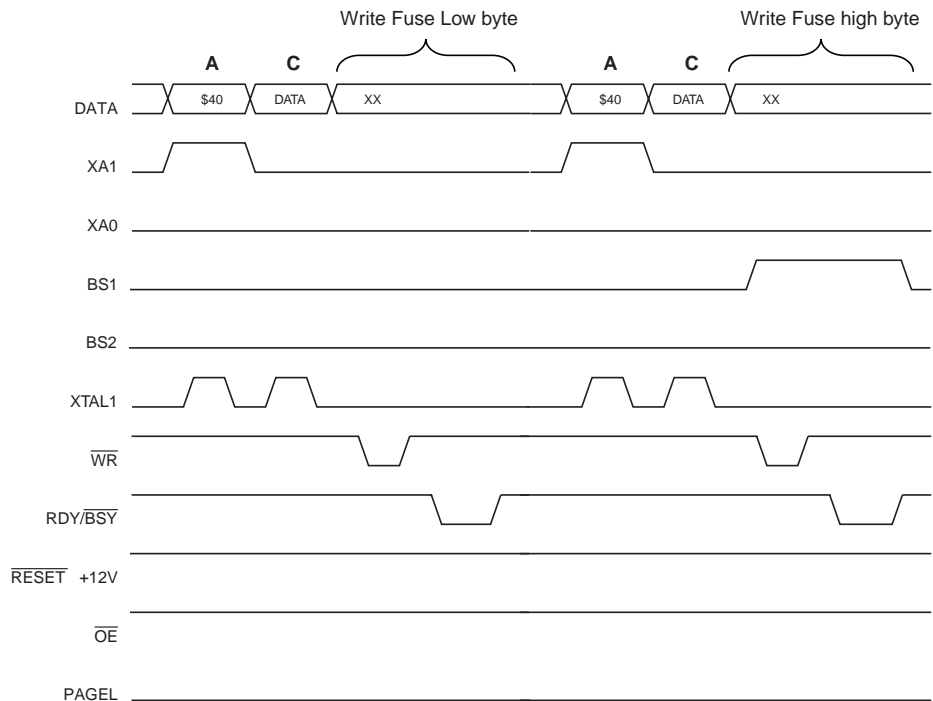 Write Fuse Low byte Write Fuse high byte
A C A C
DATA $40 DATA XX $40 DATA XX
XA1
XA0
BS1
BS2
XTAL1
WR
RDY/BSY
RESET +12V
OE
PAGEL